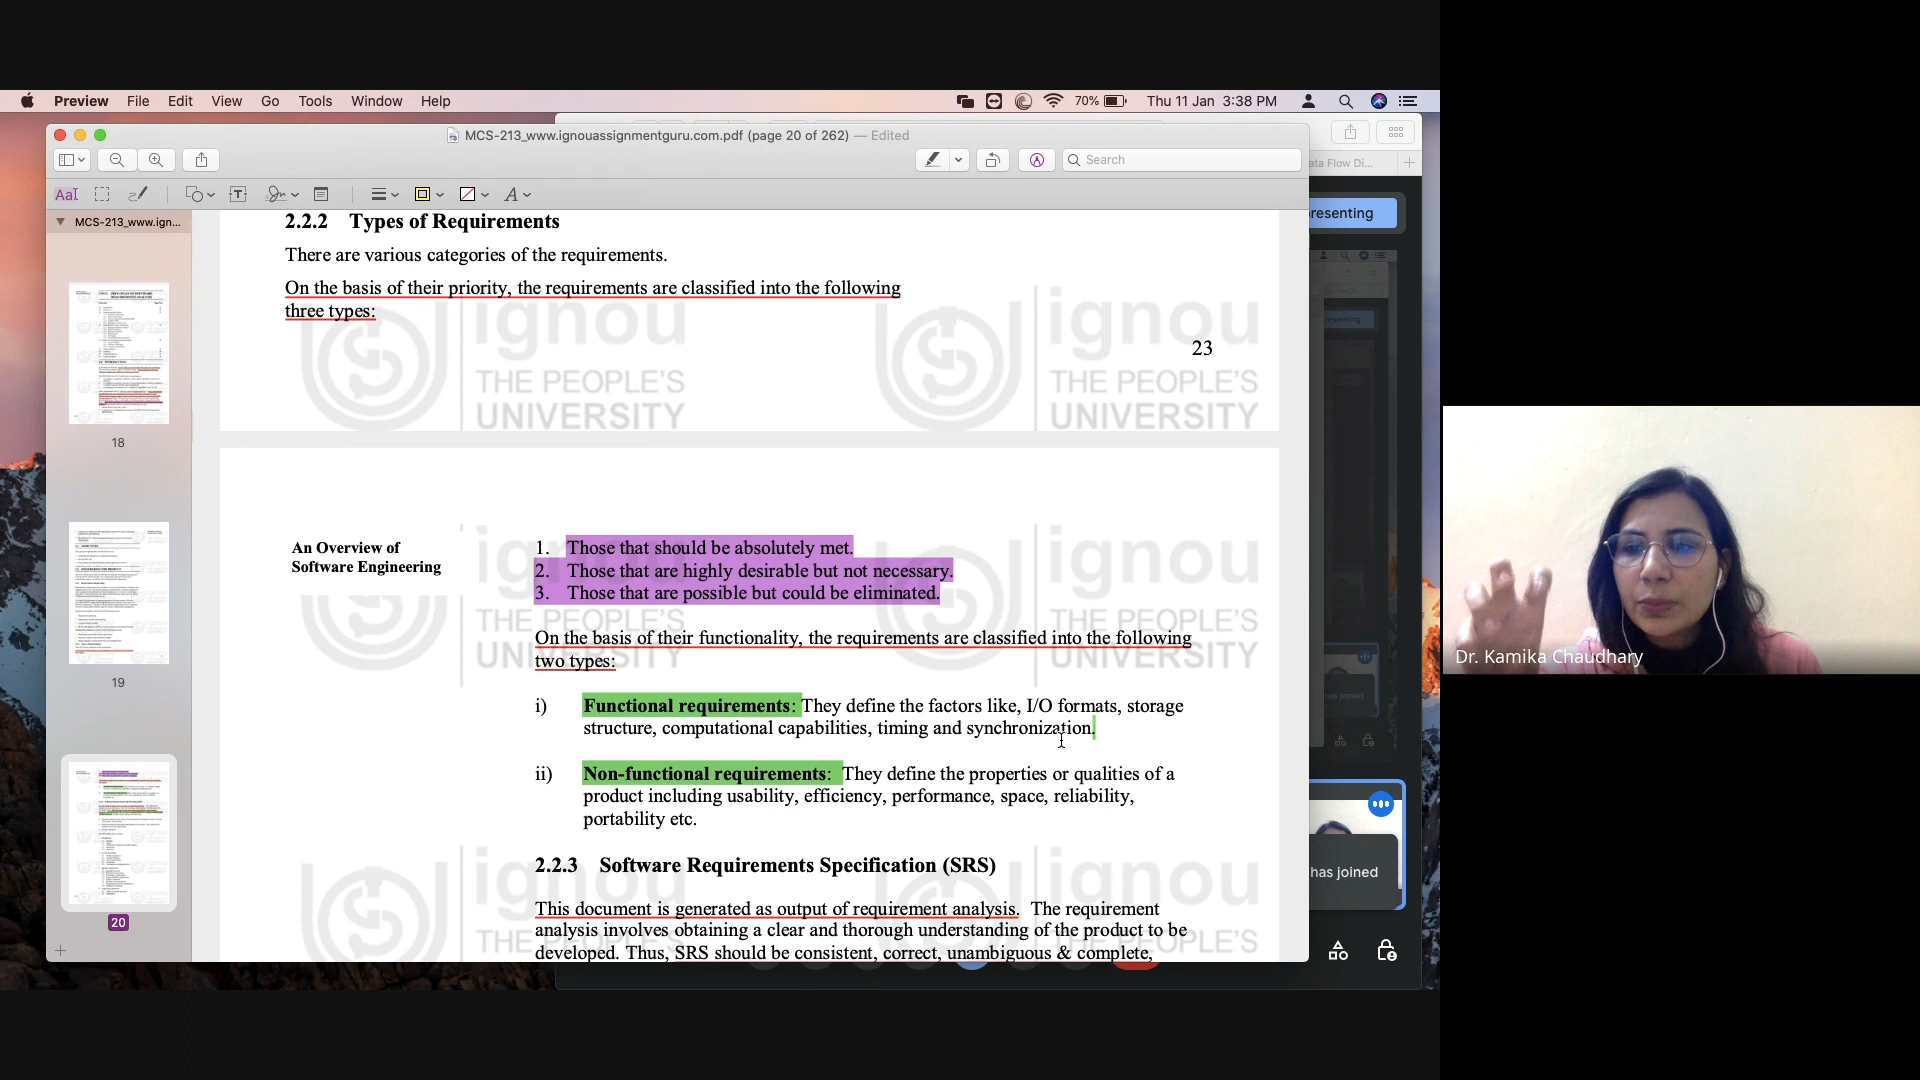 Preview File Edit View Go Tools Window Help
70% Thu 11 Jan 3:38 PM
MCS-213_www.ignouassignmentguru.com.pdf (page 20 of 262) — Edited
Search
ata Flow Di...
AaI
A
MCS-213_www.ign...
18
19
20
resenting
has joined
2.2.2 Types of Requirements
There are various categories of the requirements.
On the basis of their priority, the requirements are classified into the following
three types:
ignou
THE PEOPLE'S
UNIVERSITY
ignou
THE PEOPLE'S
UNIVERSITY
23
An Overview of
Software Engineering
1. Those that should be absolutely met.
2. Those that are highly desirable but not necessary.
3. Those that are possible but could be eliminated.
On the basis of their functionality, the requirements are classified into the following
two types:
i) Functional requirements: They define the factors like, I/O formats, storage
structure, computational capabilities, timing and synchronization.
ii) Non-functional requirements: They define the properties or qualities of a
product including usability, efficiency, performance, space, reliability,
portability etc.
2.2.3 Software Requirements Specification (SRS)
This document is generated as output of requirement analysis. The requirement
analysis involves obtaining a clear and thorough understanding of the product to be
developed. Thus, SRS should be consistent, correct, unambiguous & complete,
Dr. Kamika Chaudhary